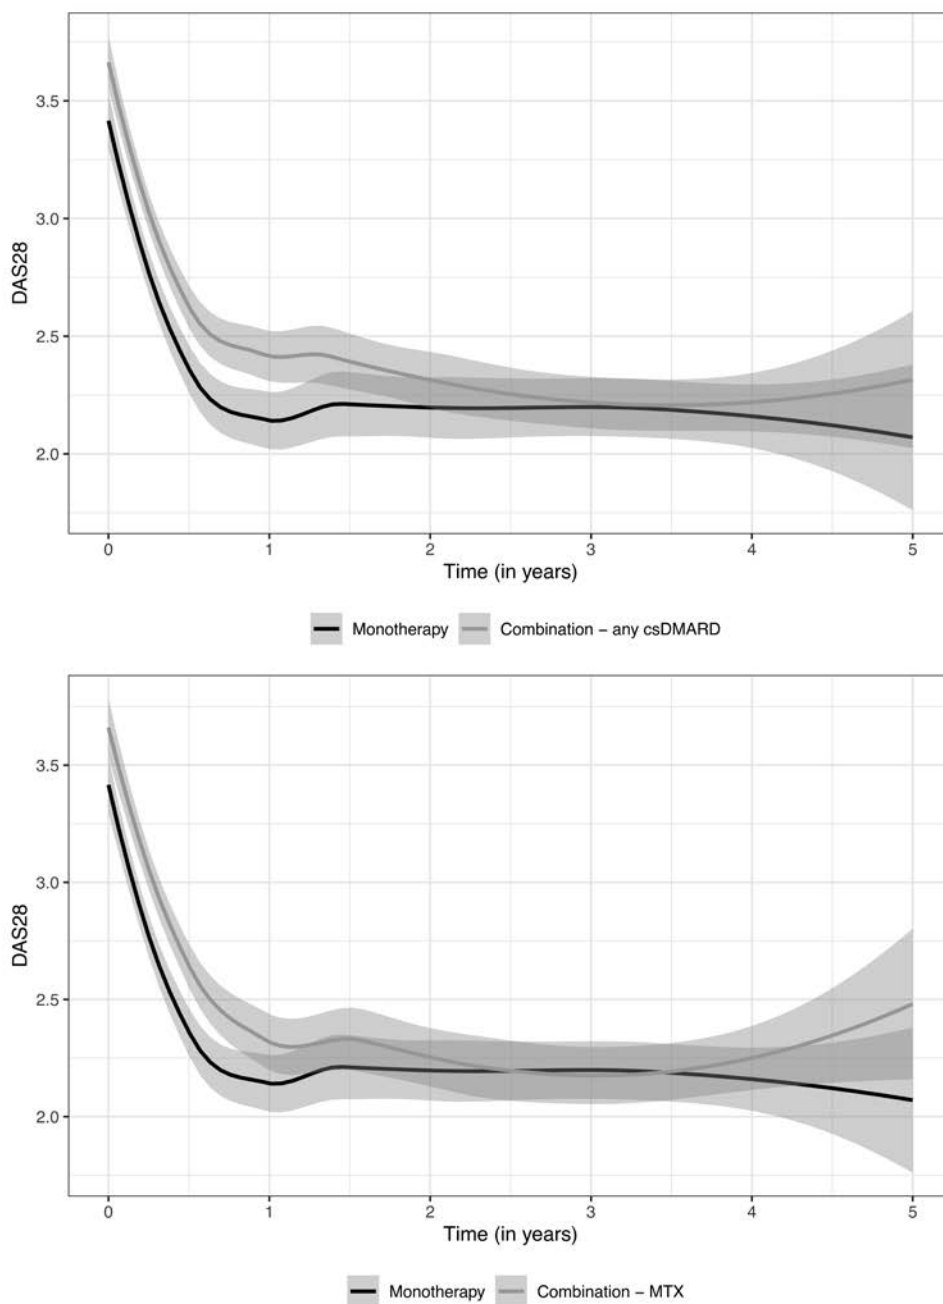 3.5
3.0
DAS28
2.5
2.0
0 1 2 3 4 5
Time (in years)
Monotherapy Combination − any csDMARD
3.5
3.0
DAS28
2.5
2.0
0 1 2 3 4 5
Time (in years)
Monotherapy Combination − MTX